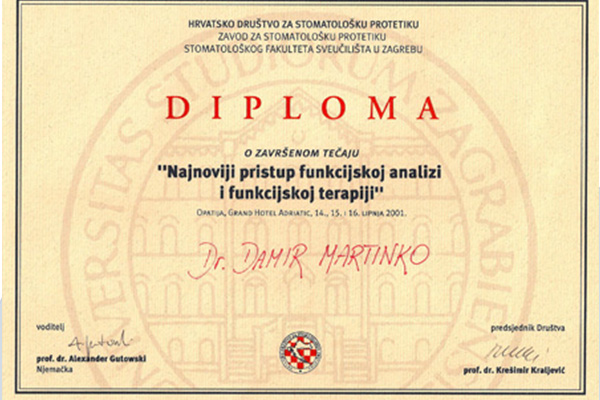 HRVATSKO DRUŠTVO ZA STOMATOLOŠKU PROTETIKU
ZAVOD ZA STOMATOLOŠKU PROTETIKU
STOMATOLOŠKOG FAKULTETA SVEUČILIŠTA U ZAGREBU
DIPLOMA
O ZAVRŠENOM TEČAJU
"Najnoviji pristup funkcijskoj analizi
i funkcijskoj terapiji"
OPATIJA, GRAND HOTEL ADRIATIC, 14., 15. i 16. LIPNJA 2001.
Dr. DAMIR MARTINKO
voditelj
prof. dr. Alexander Gutowski
Njemačka
predsjednik Društva
prof. dr. Krešimir Kraljević